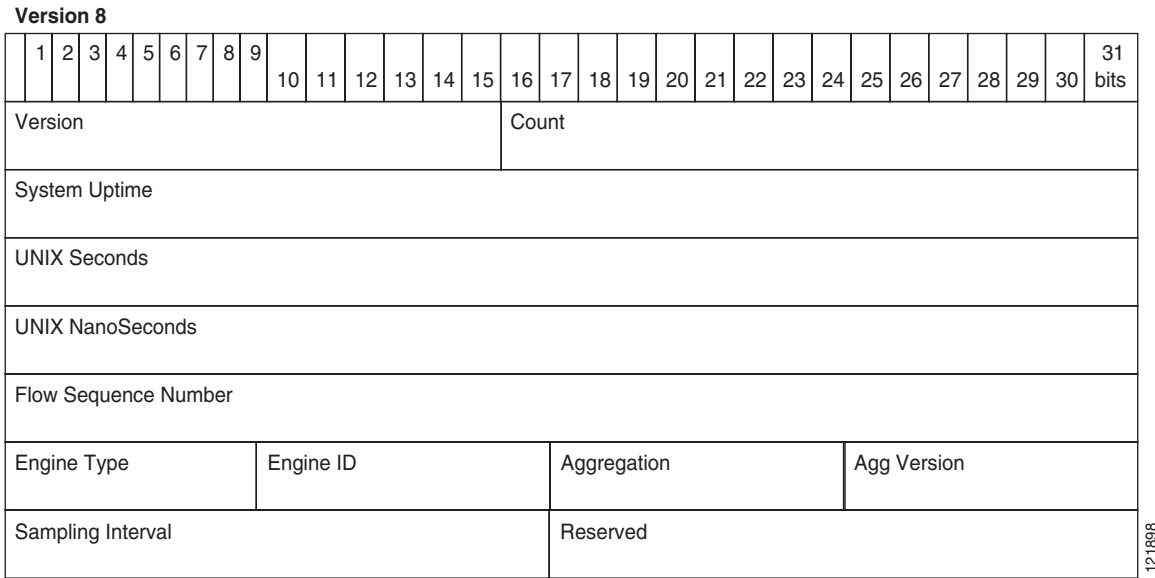 Version 8
1 2 3 4 5 6 7 8 9 10 11 12 13 14 15 16 17 18 19 20 21 22 23 24 25 26 27 28 29 30 31 bits
Version Count
System Uptime
UNIX Seconds
UNIX NanoSeconds
Flow Sequence Number
Engine Type Engine ID Aggregation Agg Version
Sampling Interval Reserved
121898